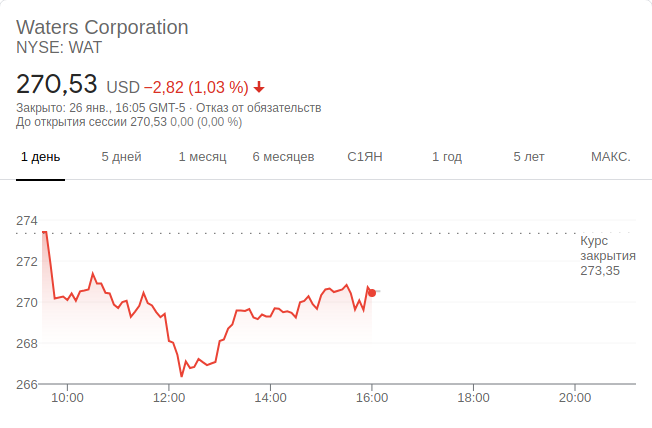 Waters Corporation
NYSE: WAT
270,53 USD −2,82 (1,03 %)
Закрыто: 26 янв., 16:05 GMT-5 · Отказ от обязательств
До открытия сессии 270,53 0,00 (0,00 %)
1 день 5 дней 1 месяц 6 месяцев С1ЯН 1 год 5 лет МАКС.
274
Курс
закрытия
273,35
272
270
268
266
10:00 12:00 14:00 16:00 18:00 20:00